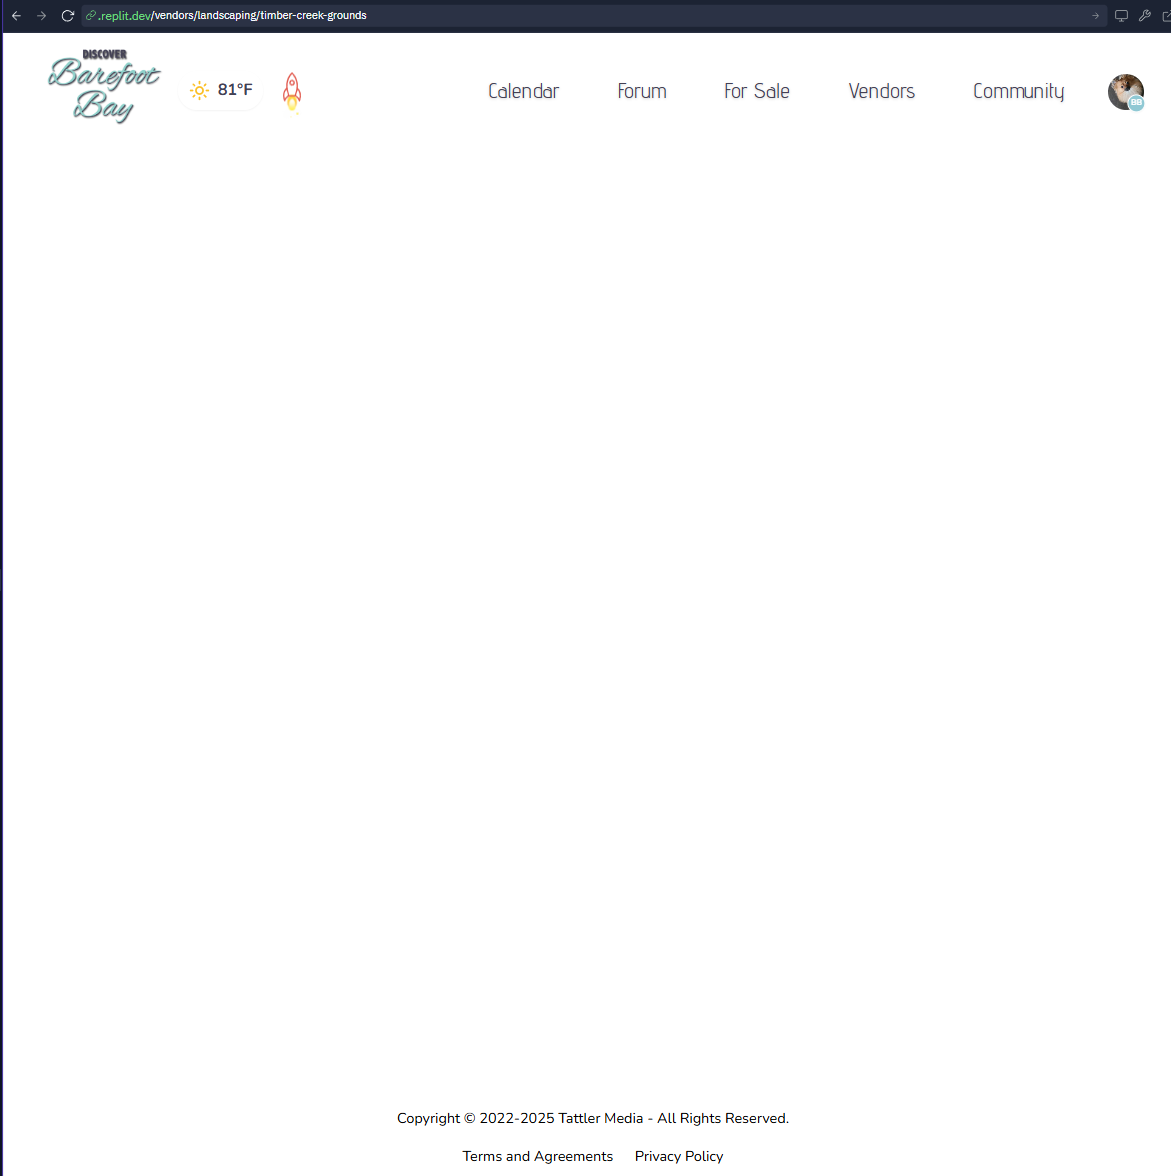 .replit.dev/vendors/landscaping/timber-creek-grounds
DISCOVER
Barefoot
Bay
81°F
Calendar
Forum
For Sale
Vendors
Community
BB
Copyright © 2022-2025 Tattler Media - All Rights Reserved.
Terms and Agreements
Privacy Policy